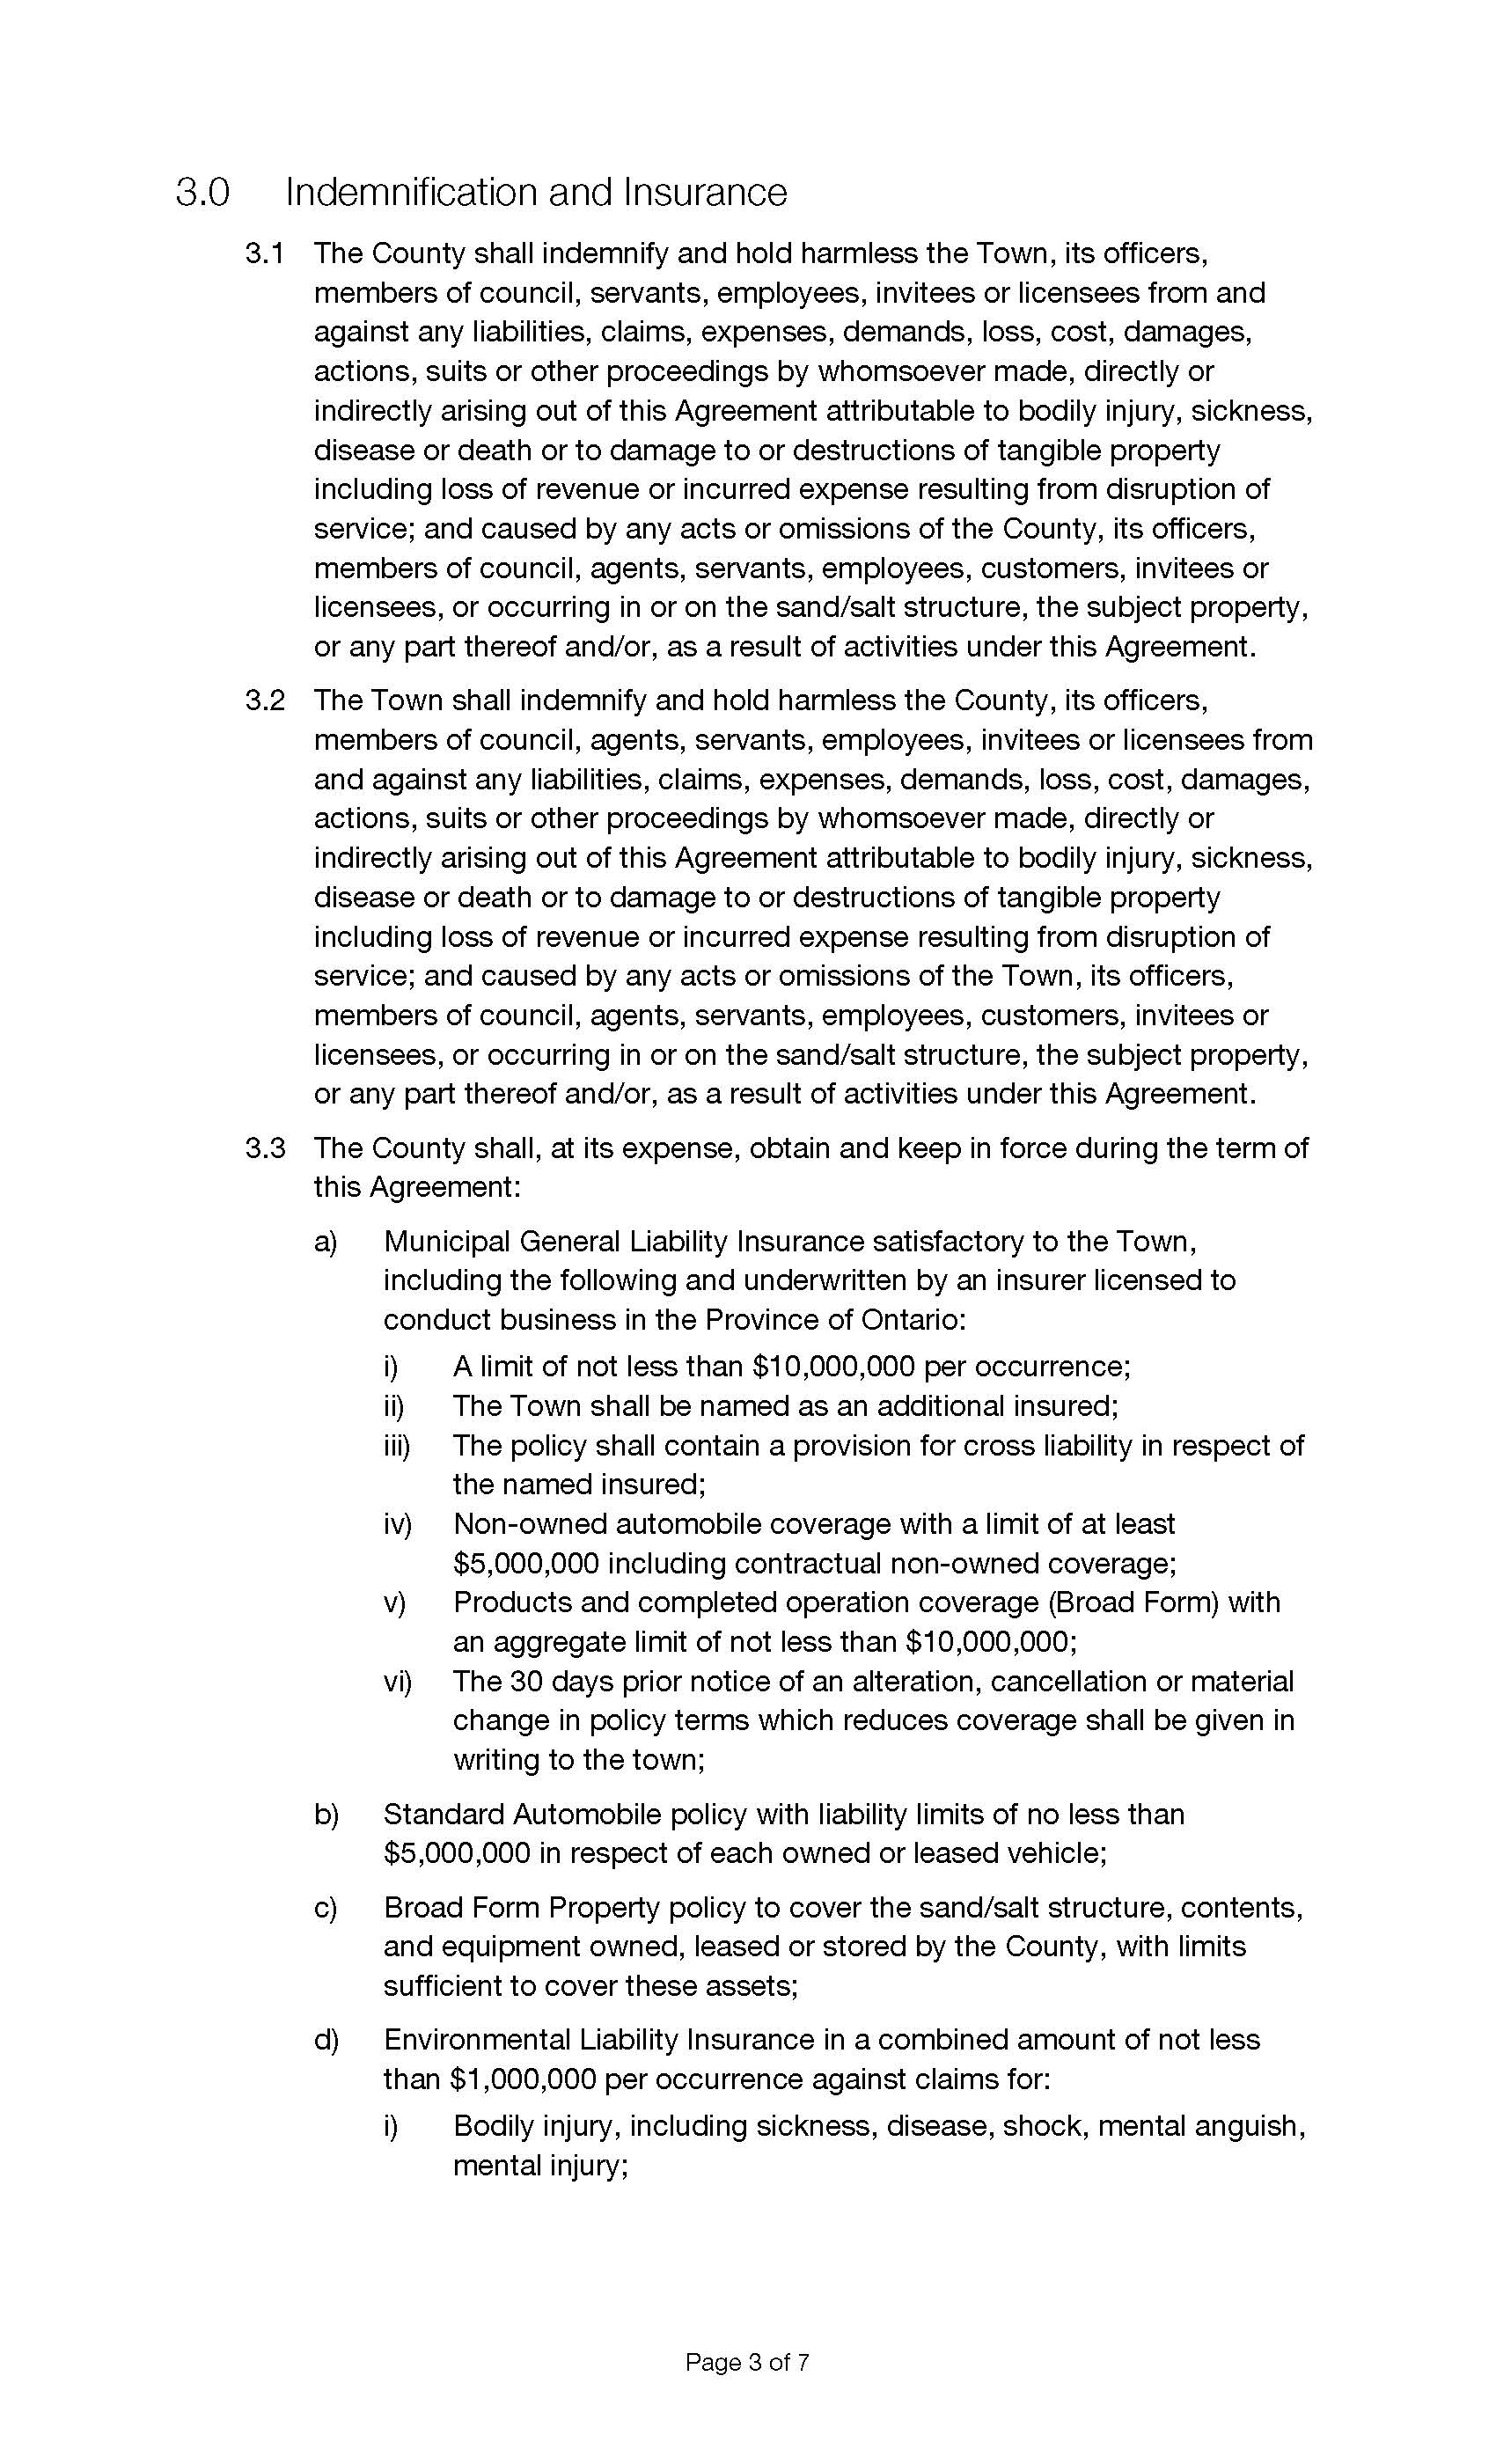 3.0 Indemnification and Insurance
3.1 The County shall indemnify and hold harmless the Town, its officers,
members of council, servants, employees, invitees or licensees from and
against any liabilities, claims, expenses, demands, loss, cost, damages,
actions, suits or other proceedings by whomsoever made, directly or
indirectly arising out of this Agreement attributable to bodily injury, sickness,
disease or death or to damage to or destructions of tangible property
including loss of revenue or incurred expense resulting from disruption of
service; and caused by any acts or omissions of the County, its officers,
members of council, agents, servants, employees, customers, invitees or
licensees, or occurring in or on the sand/salt structure, the subject property,
or any part thereof and/or, as a result of activities under this Agreement.
3.2 The Town shall indemnify and hold harmless the County, its officers,
members of council, agents, servants, employees, invitees or licensees from
and against any liabilities, claims, expenses, demands, loss, cost, damages,
actions, suits or other proceedings by whomsoever made, directly or
indirectly arising out of this Agreement attributable to bodily injury, sickness,
disease or death or to damage to or destructions of tangible property
including loss of revenue or incurred expense resulting from disruption of
service; and caused by any acts or omissions of the Town, its officers,
members of council, agents, servants, employees, customers, invitees or
licensees, or occurring in or on the sand/salt structure, the subject property,
or any part thereof and/or, as a result of activities under this Agreement.
3.3 The County shall, at its expense, obtain and keep in force during the term of
this Agreement:
a) Municipal General Liability Insurance satisfactory to the Town,
including the following and underwritten by an insurer licensed to
conduct business in the Province of Ontario:
i) A limit of not less than $10,000,000 per occurrence;
ii) The Town shall be named as an additional insured;
iii) The policy shall contain a provision for cross liability in respect of
the named insured;
iv) Non-owned automobile coverage with a limit of at least
$5,000,000 including contractual non-owned coverage;
v) Products and completed operation coverage (Broad Form) with
an aggregate limit of not less than $10,000,000;
vi) The 30 days prior notice of an alteration, cancellation or material
change in policy terms which reduces coverage shall be given in
writing to the town;
b) Standard Automobile policy with liability limits of no less than
$5,000,000 in respect of each owned or leased vehicle;
c) Broad Form Property policy to cover the sand/salt structure, contents,
and equipment owned, leased or stored by the County, with limits
sufficient to cover these assets;
d) Environmental Liability Insurance in a combined amount of not less
than $1,000,000 per occurrence against claims for:
i) Bodily injury, including sickness, disease, shock, mental anguish,
mental injury;
Page 3 of 7